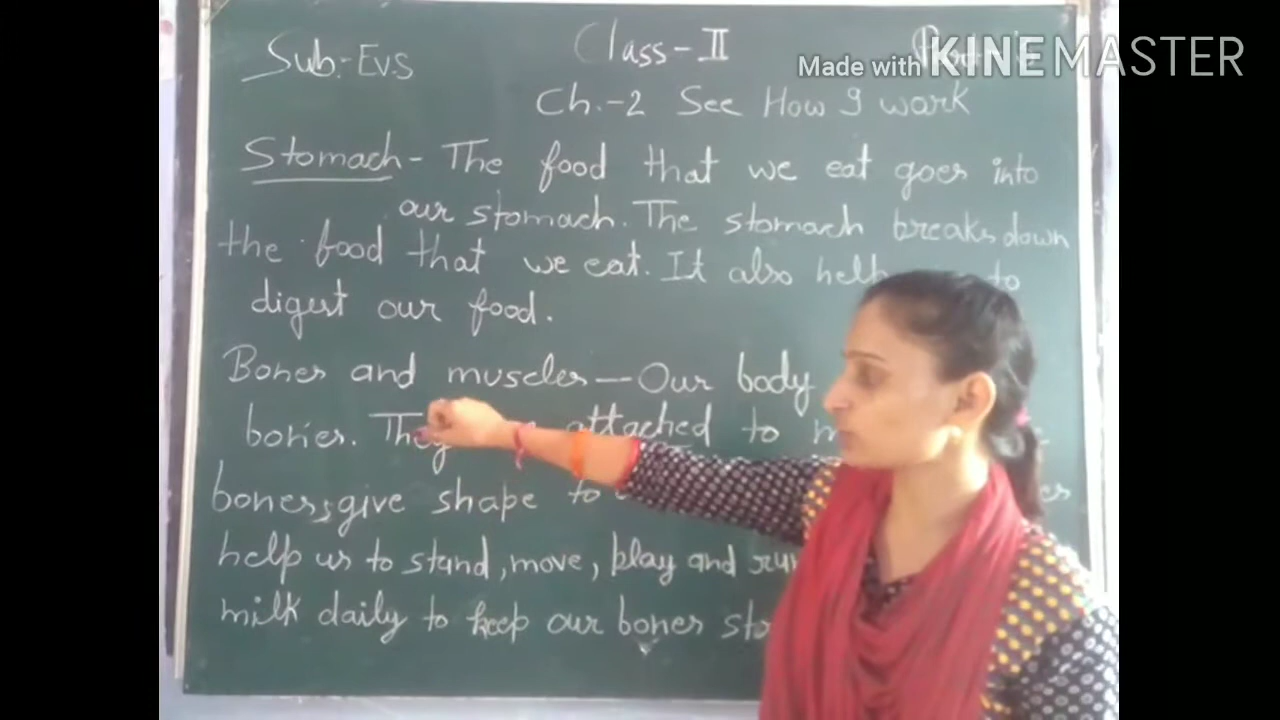 Sub:- Ev.S
Class - II
Made with KINEMASTER
Ch.-2 See How I work
Stomach - The food that we eat goes into
our stomach. The stomach breaks down
the food that we eat. It also to
digest our food.
Bones and muscles - Our body
bones. They attached to
bones give shape to
help us to stand, move, play and
milk daily to keep our bones